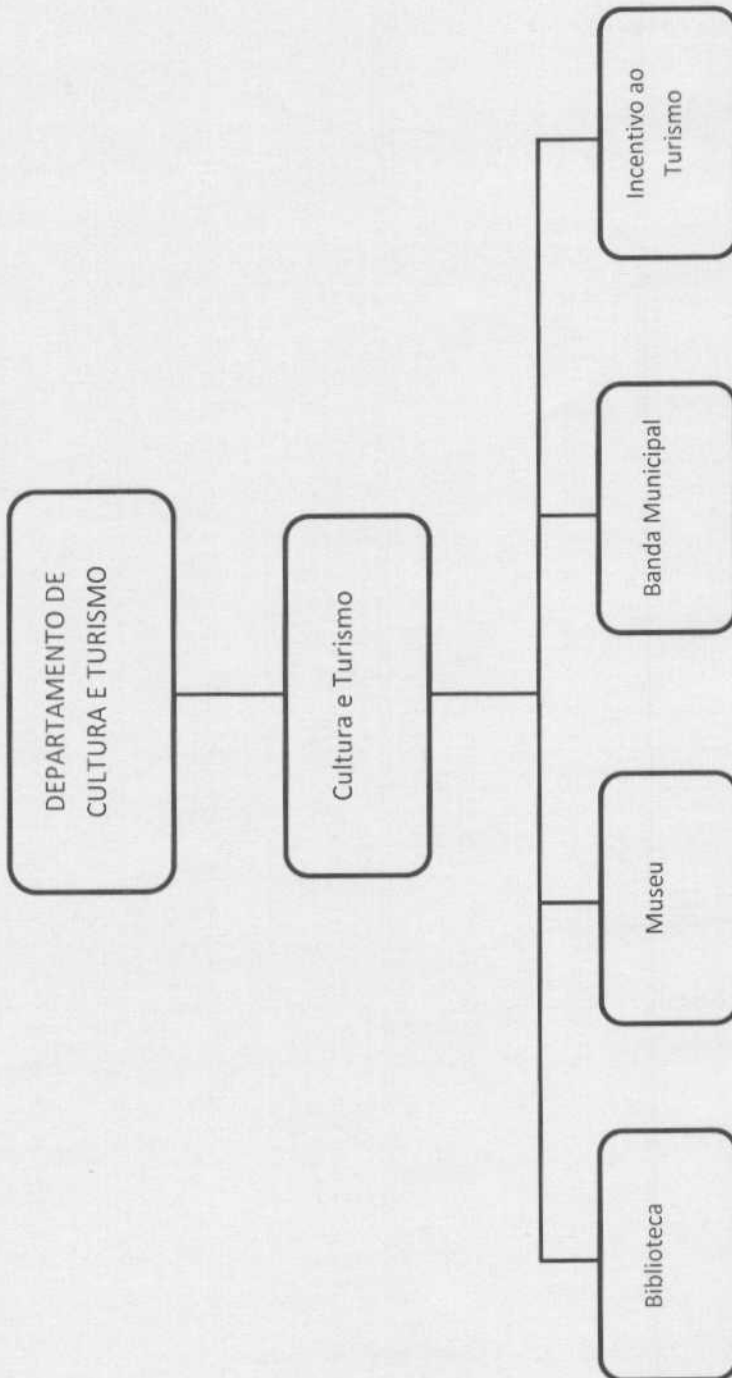 DEPARTAMENTO DE
CULTURA E TURISMO
Cultura e Turismo
Biblioteca
Museu
Banda Municipal
Incentivo ao
Turismo